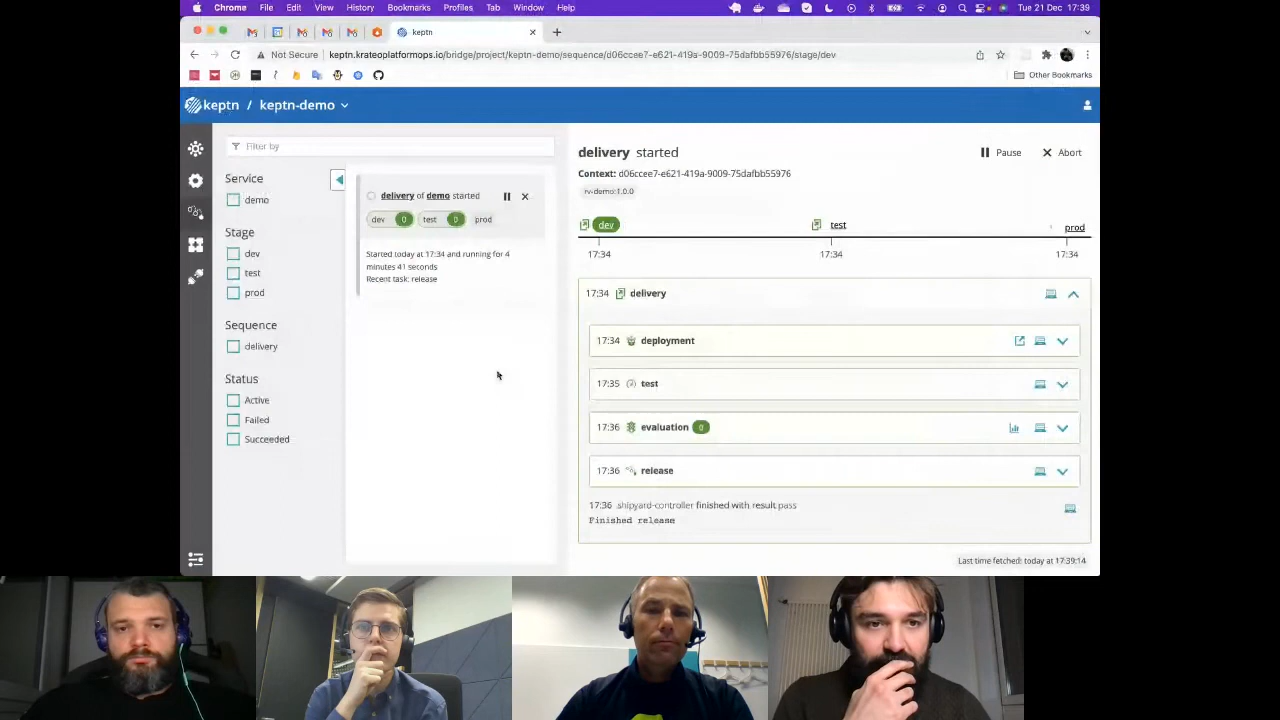 Chrome File Edit View History Bookmarks Profiles Tab Window Help Tue 21 Dec 17:39
keptn
Not Secure keptn.krateoplatformops.io/bridge/project/keptn-demo/sequence/d06ccee7-e621-419a-9009-75dafbb55976/stage/dev
Other Bookmarks
keptn / keptn-demo
Filter by
Service
demo
Stage
dev
test
prod
Sequence
delivery
Status
Active
Failed
Succeeded
delivery of demo started
dev 0 test 0 prod
Started today at 17:34 and running for 4
minutes 41 seconds
Recent task: release
delivery started
Pause Abort
Context: d06ccee7-e621-419a-9009-75dafbb55976
rv-demo:1.0.0
dev test prod
17:34 17:34 17:34
17:34 delivery
17:34 deployment
17:35 test
17:36 evaluation 0
17:36 release
17:36 shipyard-controller finished with result pass
Finished release
Last time fetched: today at 17:39:14